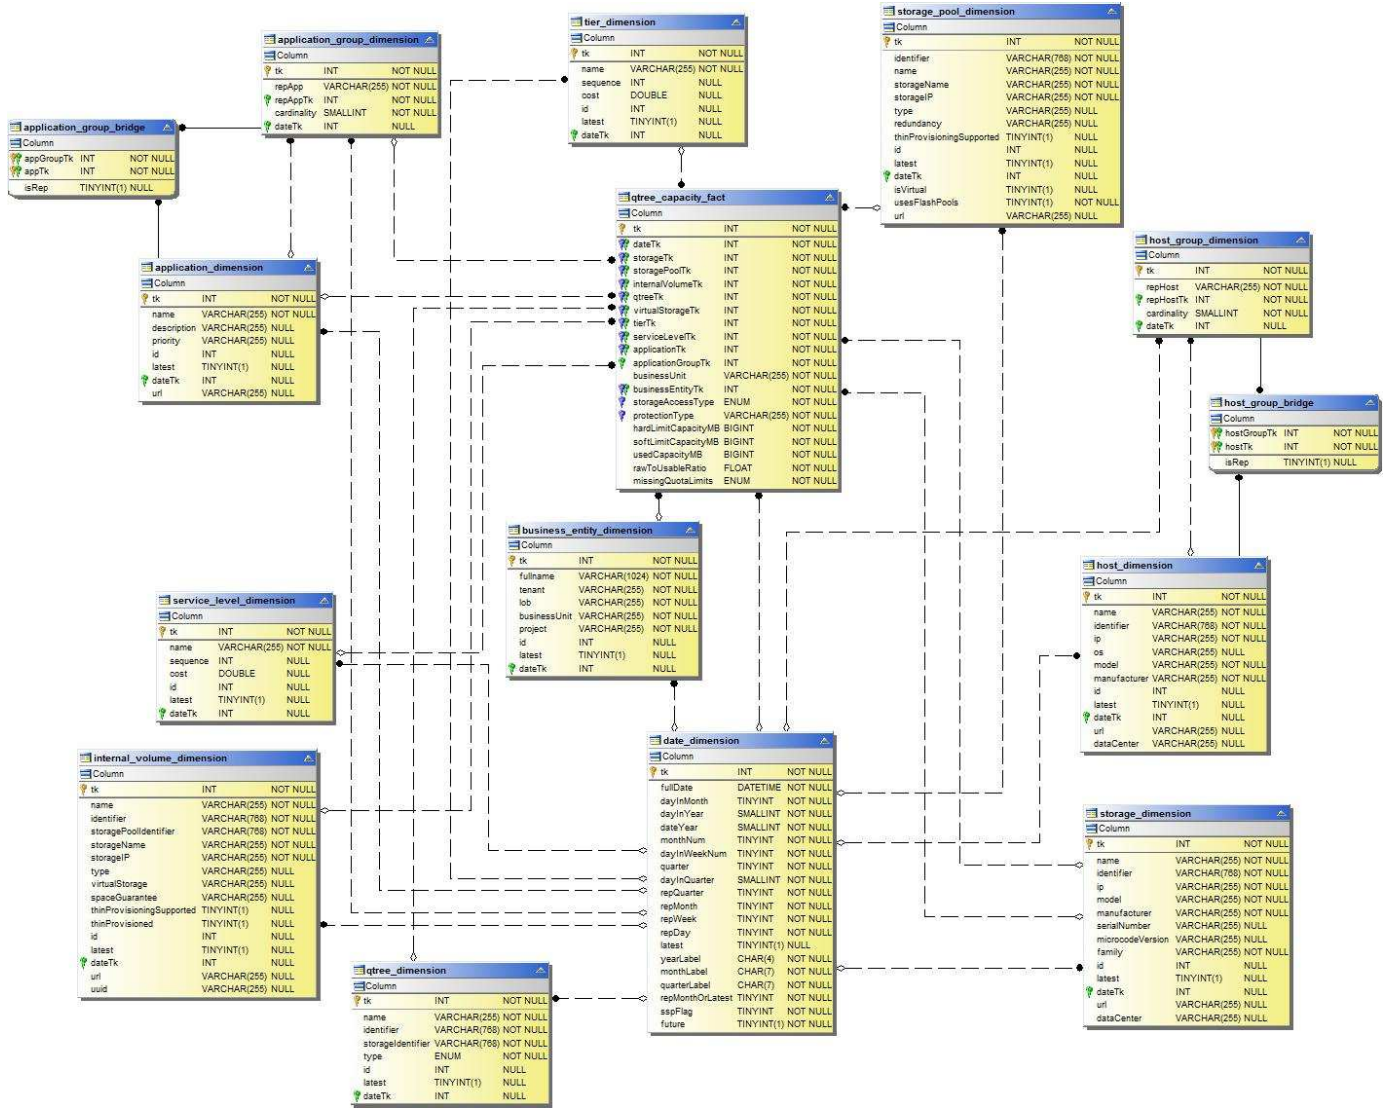 application_group_dimension
Column
tk INT NOT NULL
repApp VARCHAR(255) NOT NULL
repAppTk INT NOT NULL
cardinality SMALLINT NOT NULL
dateTk INT NULL
tier_dimension
Column
tk INT NOT NULL
name VARCHAR(255) NOT NULL
sequence INT NULL
cost DOUBLE NULL
id INT NULL
latest TINYINT(1) NULL
dateTk INT NULL
storage_pool_dimension
Column
tk INT NOT NULL
identifier VARCHAR(768) NOT NULL
name VARCHAR(255) NOT NULL
storageName VARCHAR(255) NOT NULL
storageIP VARCHAR(255) NOT NULL
type VARCHAR(255) NULL
redundancy VARCHAR(255) NULL
thinProvisioningSupported TINYINT(1) NULL
id INT NULL
latest TINYINT(1) NULL
dateTk INT NULL
isVirtual TINYINT(1) NULL
usesFlashPools TINYINT(1) NOT NULL
url VARCHAR(255) NULL
application_group_bridge
Column
appGroupTk INT NOT NULL
appTk INT NOT NULL
isRep TINYINT(1) NULL
qtree_capacity_fact
Column
tk INT NOT NULL
dateTk INT NOT NULL
storageTk INT NOT NULL
storagePoolTk INT NOT NULL
internalVolumeTk INT NOT NULL
qtreeTk INT NOT NULL
virtualStorageTk INT NOT NULL
tierTk INT NOT NULL
serviceLevelTk INT NOT NULL
applicationTk INT NOT NULL
applicationGroupTk INT NOT NULL
businessUnit VARCHAR(255) NOT NULL
businessEntityTk INT NOT NULL
storageAccessType ENUM NOT NULL
protectionType VARCHAR(255) NOT NULL
hardLimitCapacityMB BIGINT NOT NULL
softLimitCapacityMB BIGINT NOT NULL
usedCapacityMB BIGINT NOT NULL
rawToUsableRatio FLOAT NOT NULL
missingQuotaLimits ENUM NOT NULL
host_group_dimension
Column
tk INT NOT NULL
repHost VARCHAR(255) NOT NULL
repHostTk INT NOT NULL
cardinality SMALLINT NOT NULL
dateTk INT NULL
application_dimension
Column
tk INT NOT NULL
name VARCHAR(255) NOT NULL
description VARCHAR(255) NULL
priority VARCHAR(255) NULL
id INT NULL
latest TINYINT(1) NULL
dateTk INT NULL
url VARCHAR(255) NULL
host_group_bridge
Column
hostGroupTk INT NOT NULL
hostTk INT NOT NULL
isRep TINYINT(1) NULL
business_entity_dimension
Column
tk INT NOT NULL
fullname VARCHAR(1024) NOT NULL
tenant VARCHAR(255) NOT NULL
lob VARCHAR(255) NOT NULL
businessUnit VARCHAR(255) NOT NULL
project VARCHAR(255) NOT NULL
id INT NULL
latest TINYINT(1) NULL
dateTk INT NULL
host_dimension
Column
tk INT NOT NULL
name VARCHAR(255) NOT NULL
identifier VARCHAR(768) NOT NULL
ip VARCHAR(255) NOT NULL
os VARCHAR(255) NULL
model VARCHAR(255) NOT NULL
manufacturer VARCHAR(255) NOT NULL
id INT NULL
latest TINYINT(1) NULL
dateTk INT NULL
url VARCHAR(255) NULL
dataCenter VARCHAR(255) NULL
service_level_dimension
Column
tk INT NOT NULL
name VARCHAR(255) NOT NULL
sequence INT NULL
cost DOUBLE NULL
id INT NULL
latest TINYINT(1) NULL
dateTk INT NULL
date_dimension
Column
tk INT NOT NULL
fullDate DATETIME NOT NULL
dayInMonth TINYINT NOT NULL
dayInYear SMALLINT NOT NULL
dateYear SMALLINT NOT NULL
monthNum TINYINT NOT NULL
dayInWeekNum TINYINT NOT NULL
quarter TINYINT NOT NULL
dayInQuarter SMALLINT NOT NULL
repQuarter TINYINT NOT NULL
repMonth TINYINT NOT NULL
repWeek TINYINT NOT NULL
repDay TINYINT NOT NULL
latest TINYINT(1) NULL
yearLabel CHAR(4) NOT NULL
monthLabel CHAR(7) NOT NULL
quarterLabel CHAR(7) NOT NULL
repMonthOrLatest TINYINT NOT NULL
sspFlag TINYINT NOT NULL
future TINYINT(1) NOT NULL
internal_volume_dimension
Column
tk INT NOT NULL
name VARCHAR(255) NOT NULL
identifier VARCHAR(768) NOT NULL
storagePoolIdentifier VARCHAR(768) NOT NULL
storageName VARCHAR(255) NOT NULL
storageIP VARCHAR(255) NOT NULL
type VARCHAR(255) NULL
virtualStorage VARCHAR(255) NULL
spaceGuarantee VARCHAR(255) NULL
thinProvisioningSupported TINYINT(1) NULL
thinProvisioned TINYINT(1) NULL
id INT NULL
latest TINYINT(1) NULL
dateTk INT NULL
url VARCHAR(255) NULL
uuid VARCHAR(255) NULL
storage_dimension
Column
tk INT NOT NULL
name VARCHAR(255) NOT NULL
identifier VARCHAR(768) NOT NULL
ip VARCHAR(255) NOT NULL
model VARCHAR(255) NOT NULL
manufacturer VARCHAR(255) NOT NULL
serialNumber VARCHAR(255) NULL
microcodeVersion VARCHAR(255) NULL
family VARCHAR(255) NOT NULL
id INT NULL
latest TINYINT(1) NULL
dateTk INT NULL
url VARCHAR(255) NULL
dataCenter VARCHAR(255) NULL
qtree_dimension
Column
tk INT NOT NULL
name VARCHAR(255) NOT NULL
identifier VARCHAR(768) NOT NULL
storageIdentifier VARCHAR(768) NOT NULL
type ENUM NOT NULL
id INT NULL
latest TINYINT(1) NULL
dateTk INT NULL